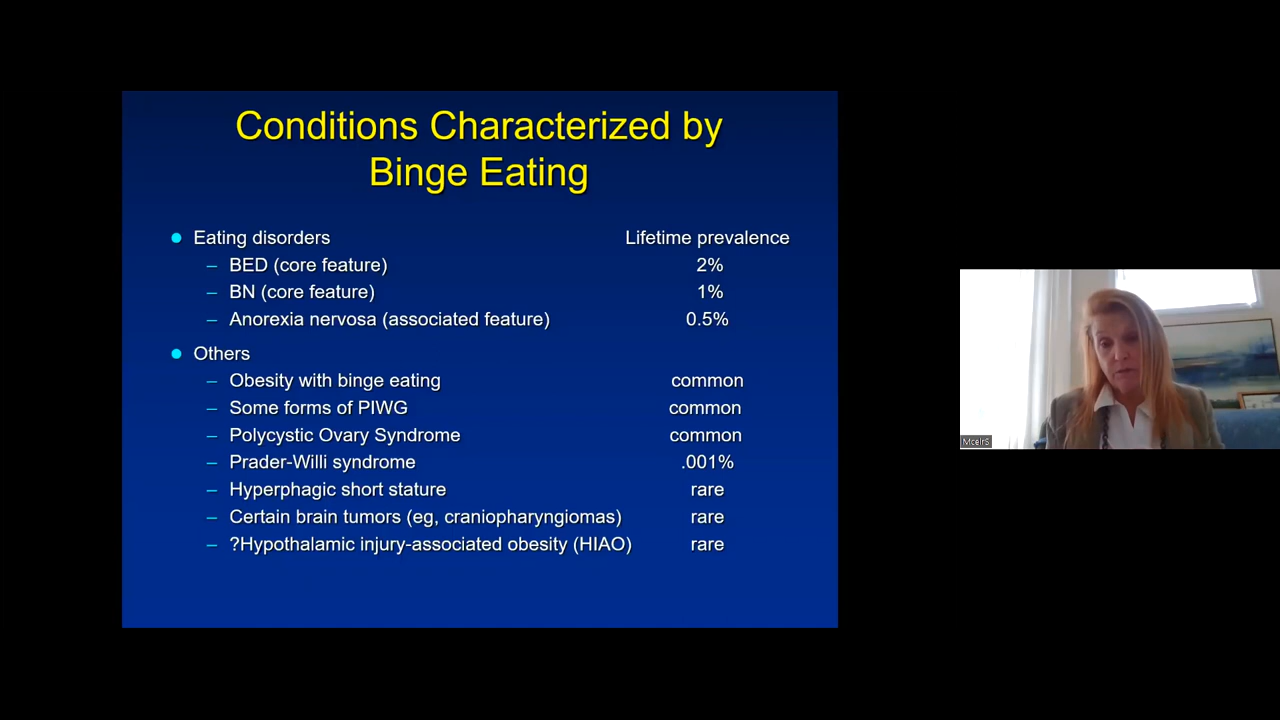 Conditions Characterized by
Binge Eating
● Eating disorders Lifetime prevalence
– BED (core feature) 2%
– BN (core feature) 1%
– Anorexia nervosa (associated feature) 0.5%
● Others
– Obesity with binge eating common
– Some forms of PIWG common
– Polycystic Ovary Syndrome common
– Prader-Willi syndrome .001%
– Hyperphagic short stature rare
– Certain brain tumors (eg, craniopharyngiomas) rare
– ?Hypothalamic injury-associated obesity (HIAO) rare
McelrS